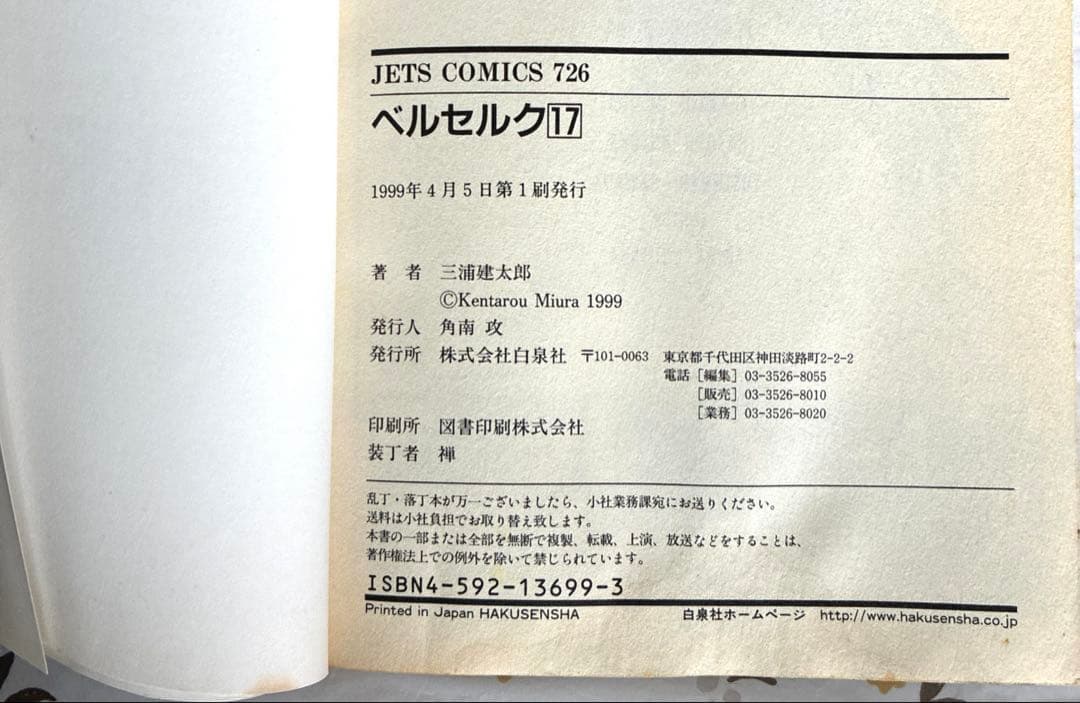 JETS COMICS 726
ベルセルク17
1999年4月5日第1刷発行
著 者 三浦建太郎
©Kentarou Miura 1999
発行人 角南 攻
発行所 株式会社白泉社 〒101-0063 東京都千代田区神田淡路町2-2-2
電話［編集］03-3526-8055
［販売］03-3526-8010
［業務］03-3526-8020
印刷所 図書印刷株式会社
装丁者 禅
乱丁・落丁本が万一ございましたら、小社業務課宛にお送りください。
送料は小社負担でお取り替え致します。
本書の一部または全部を無断で複製、転載、上演、放送などをすることは、
著作権法上での例外を除いて禁じられています。
ISBN4-592-13699-3
Printed in Japan HAKUSENSHA 白泉社ホームページ http://www.hakusensha.co.jp